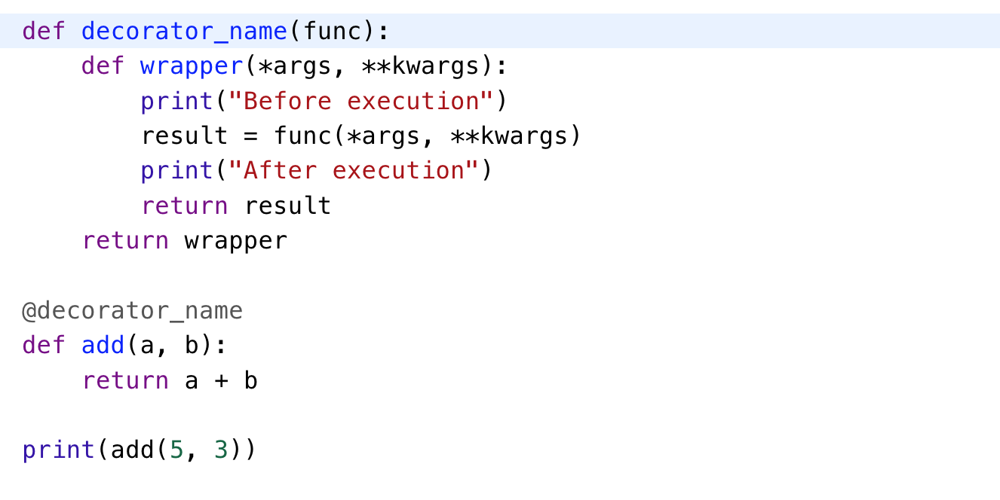 def decorator_name(func):
    def wrapper(*args, **kwargs):
        print("Before execution")
        result = func(*args, **kwargs)
        print("After execution")
        return result
    return wrapper

@decorator_name
def add(a, b):
    return a + b

print(add(5, 3))